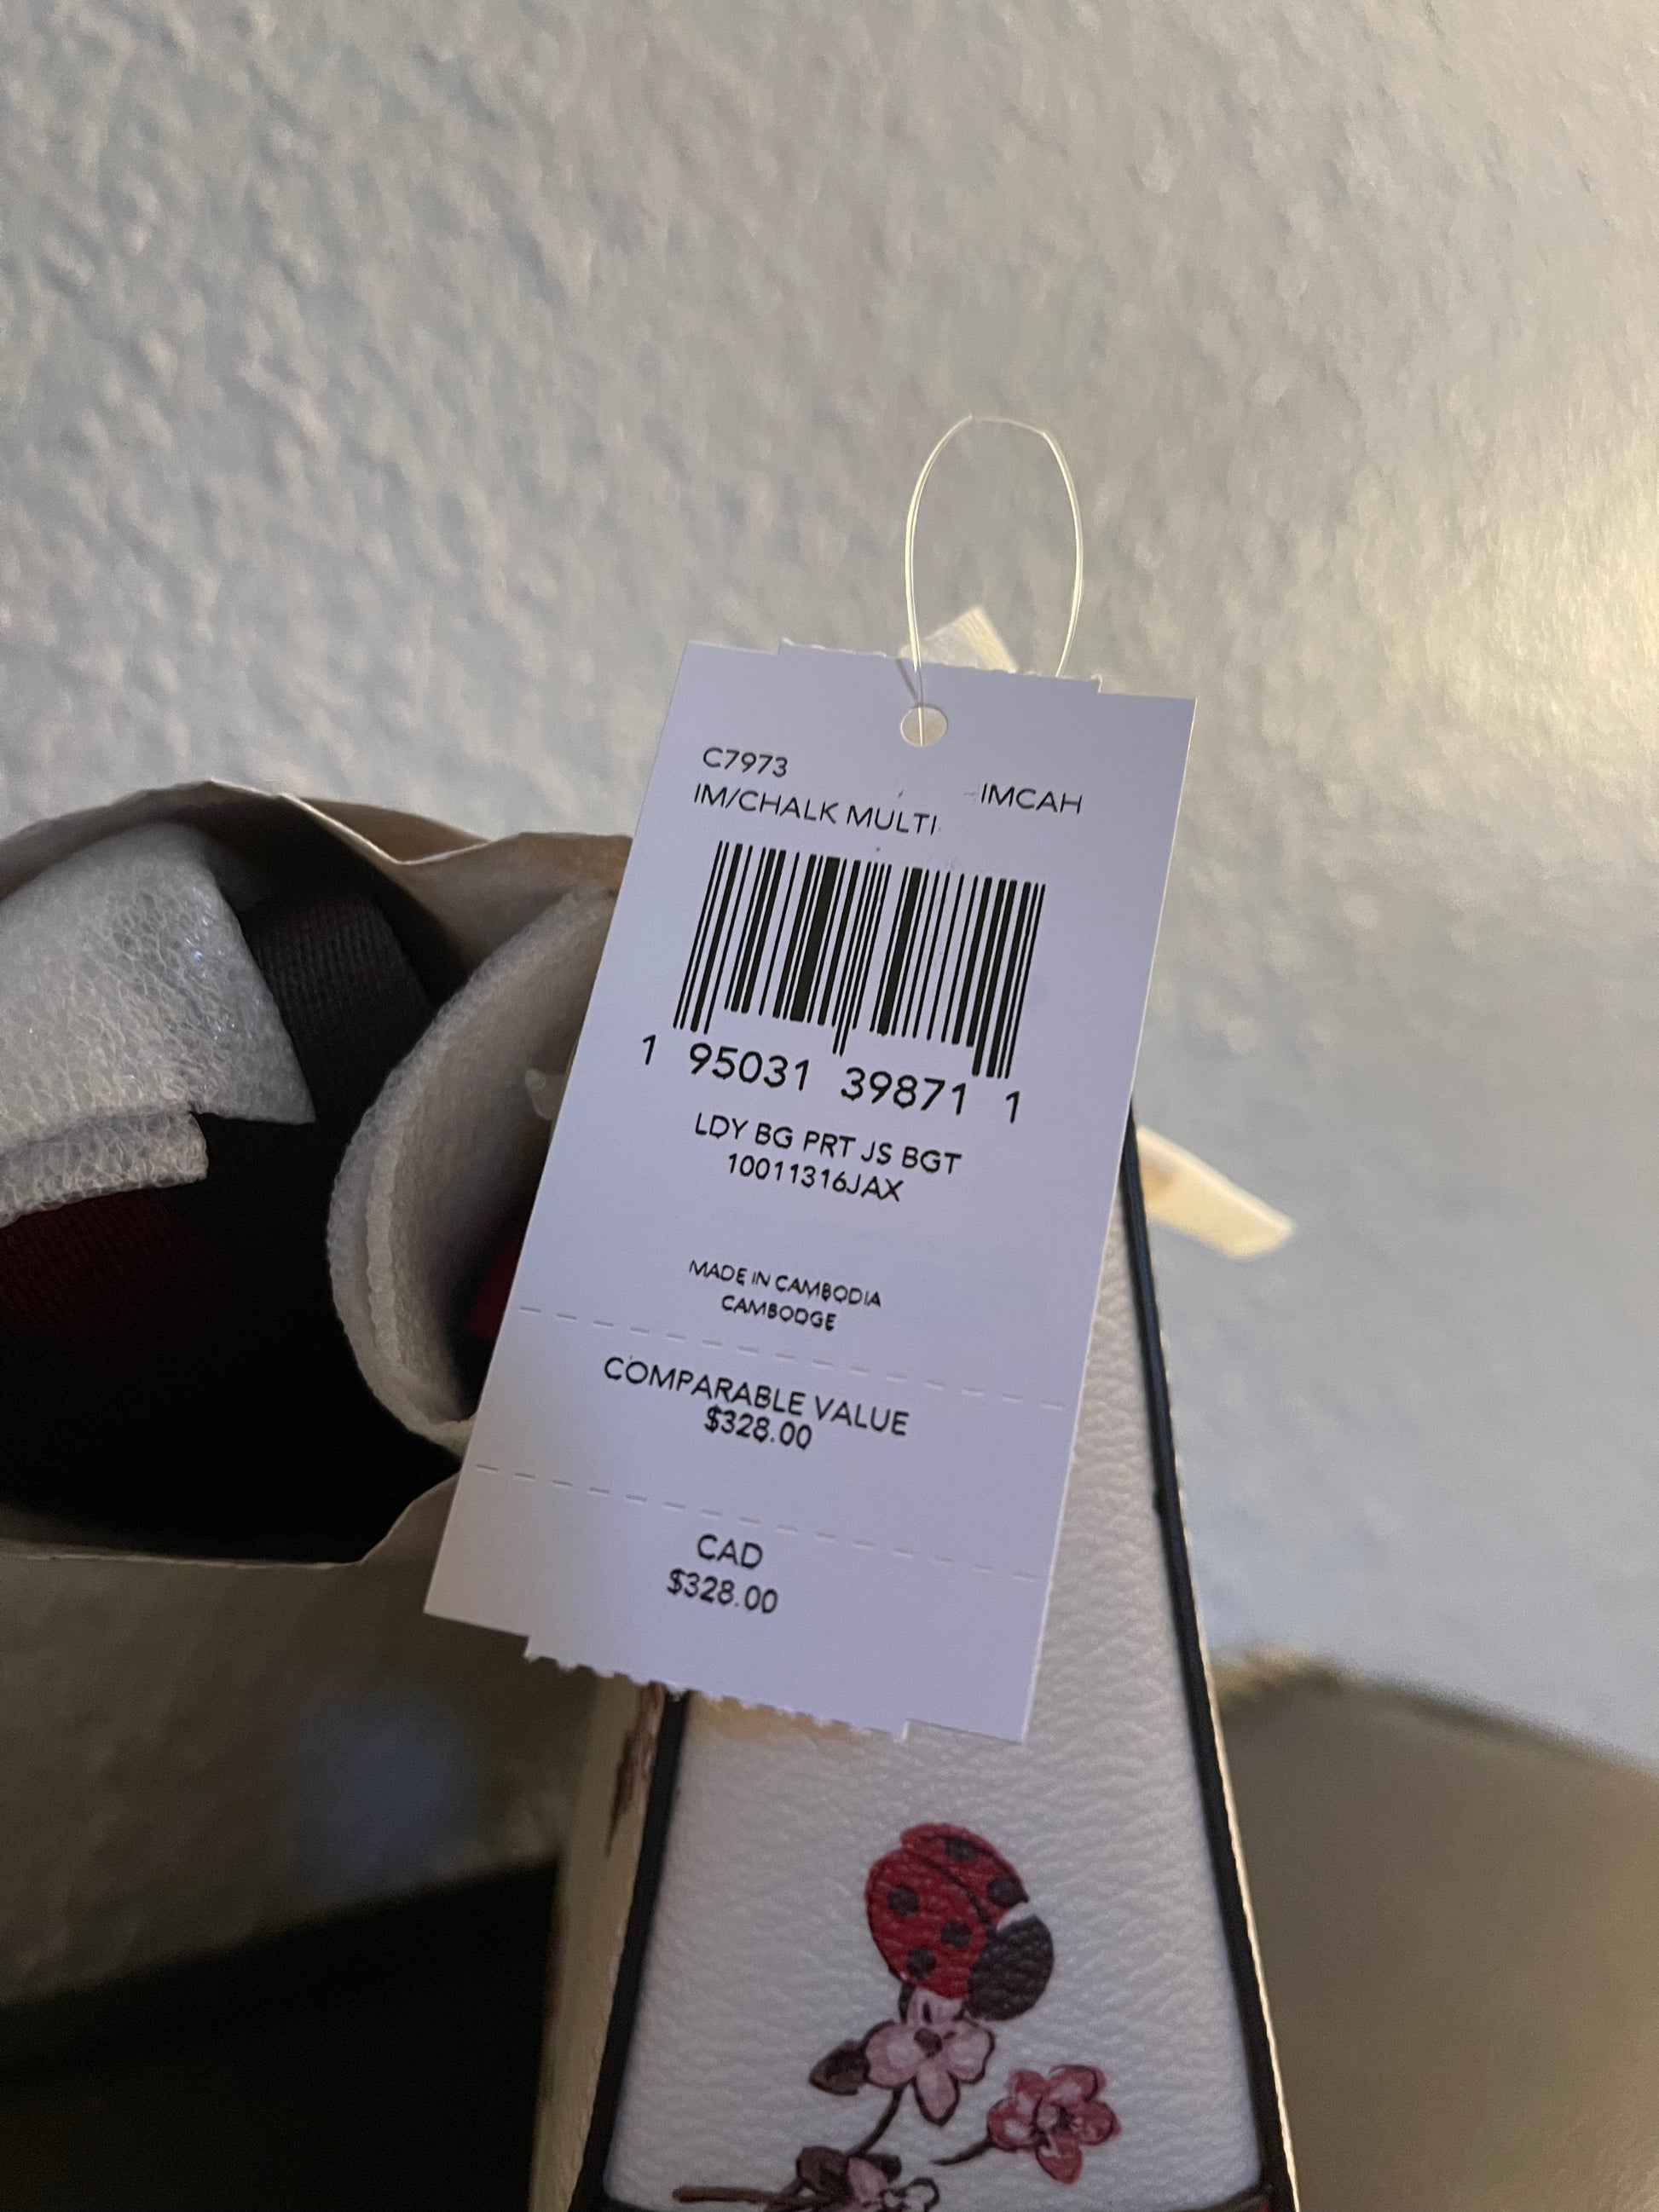 C7973
IM/CHALK MULTI IMCAH
1 95031 39871 1
LDY BG PRT JS BGT
10011316JAX
MADE IN CAMBODIA
CAMBODGE
COMPARABLE VALUE
$328.00
CAD
$328.00